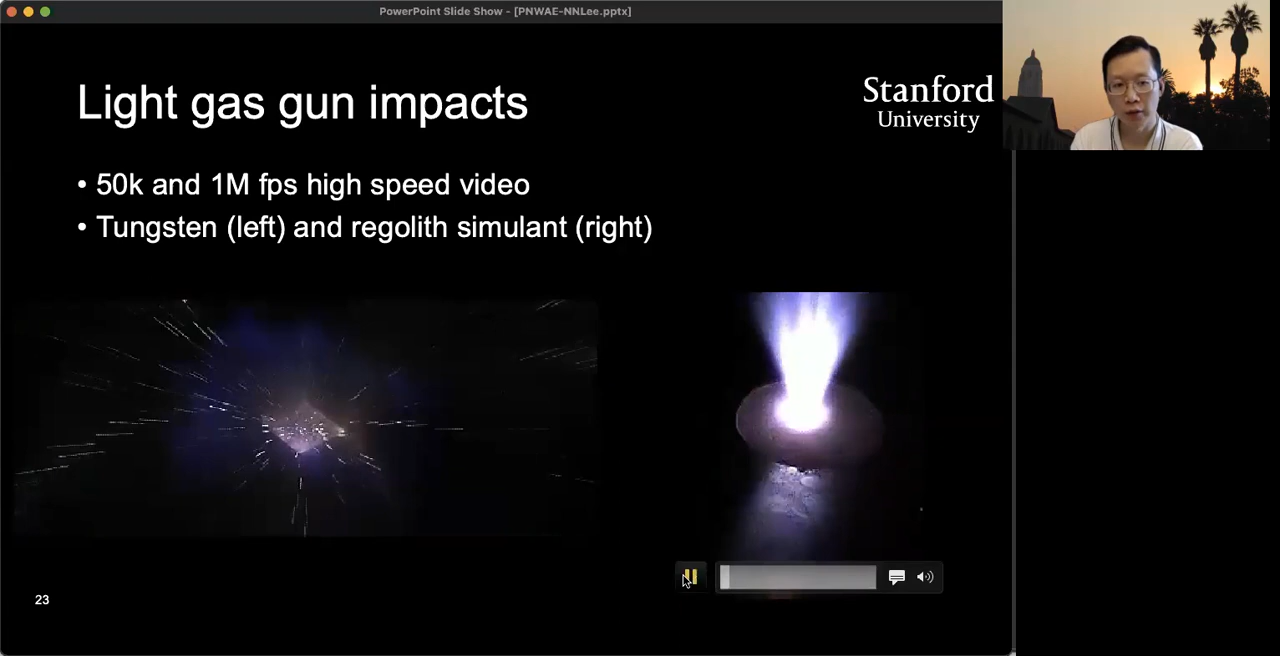 PowerPoint Slide Show - [PNWAE-NNLee.pptx]
Light gas gun impacts
Stanford
University
• 50k and 1M fps high speed video
• Tungsten (left) and regolith simulant (right)
23